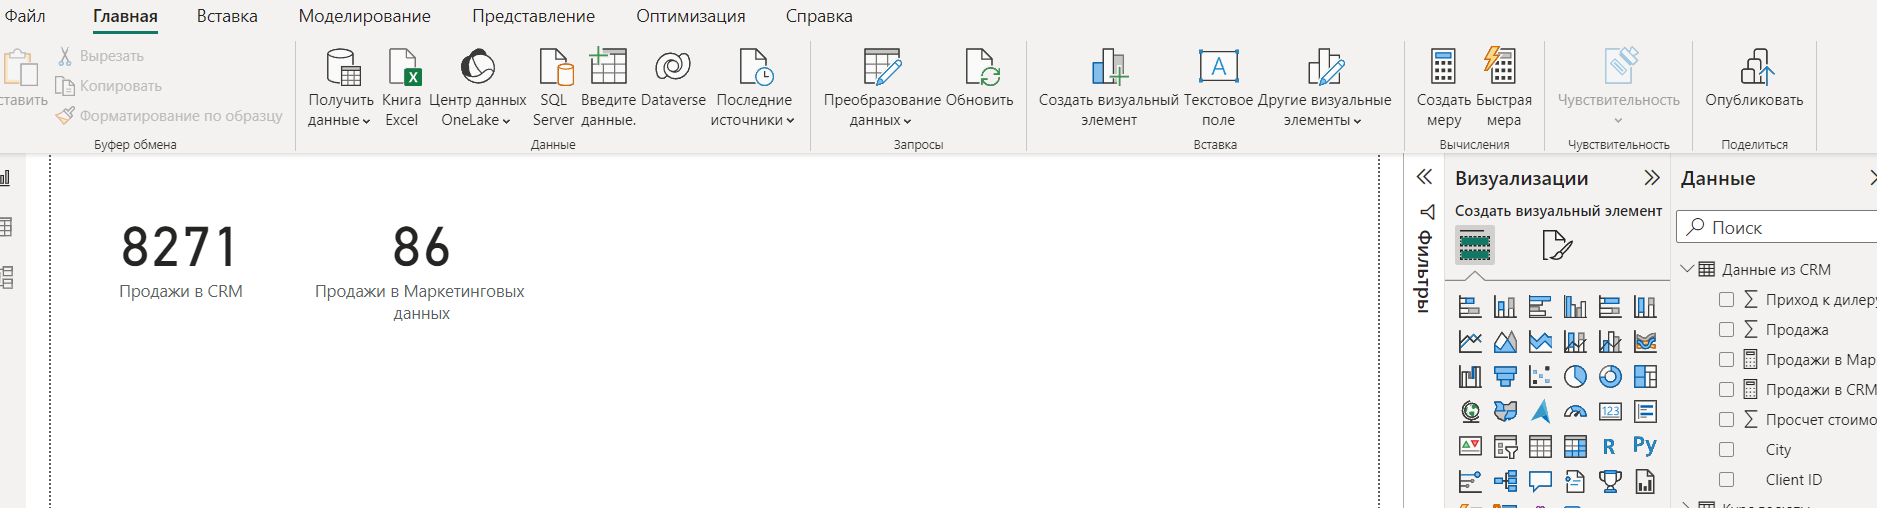 Файл Главная Вставка Моделирование Представление Оптимизация Справка
Вырезать
Копировать
Форматирование по образцу
Буфер обмена
Получить данные
Книга Excel
Центр данных OneLake
SQL Server
Введите данные.
Dataverse
Последние источники
Данные
Преобразование данных
Обновить
Запросы
Создать визуальный элемент
Текстовое поле
A
Другие визуальные элементы
Вставка
Создать меру
Быстрая мера
Вычисления
Чувствительность
Чувствительность
Опубликовать
Поделиться
8271
Продажи в CRM
86
Продажи в Маркетинговых
данных
Фильтры
Визуализации
Создать визуальный элемент
123
R
Py
Данные
Поиск
Данные из CRM
Приход к дилеру
Продажа
Продажи в Мар
Продажи в CRM
Просчет стоимо
City
Client ID